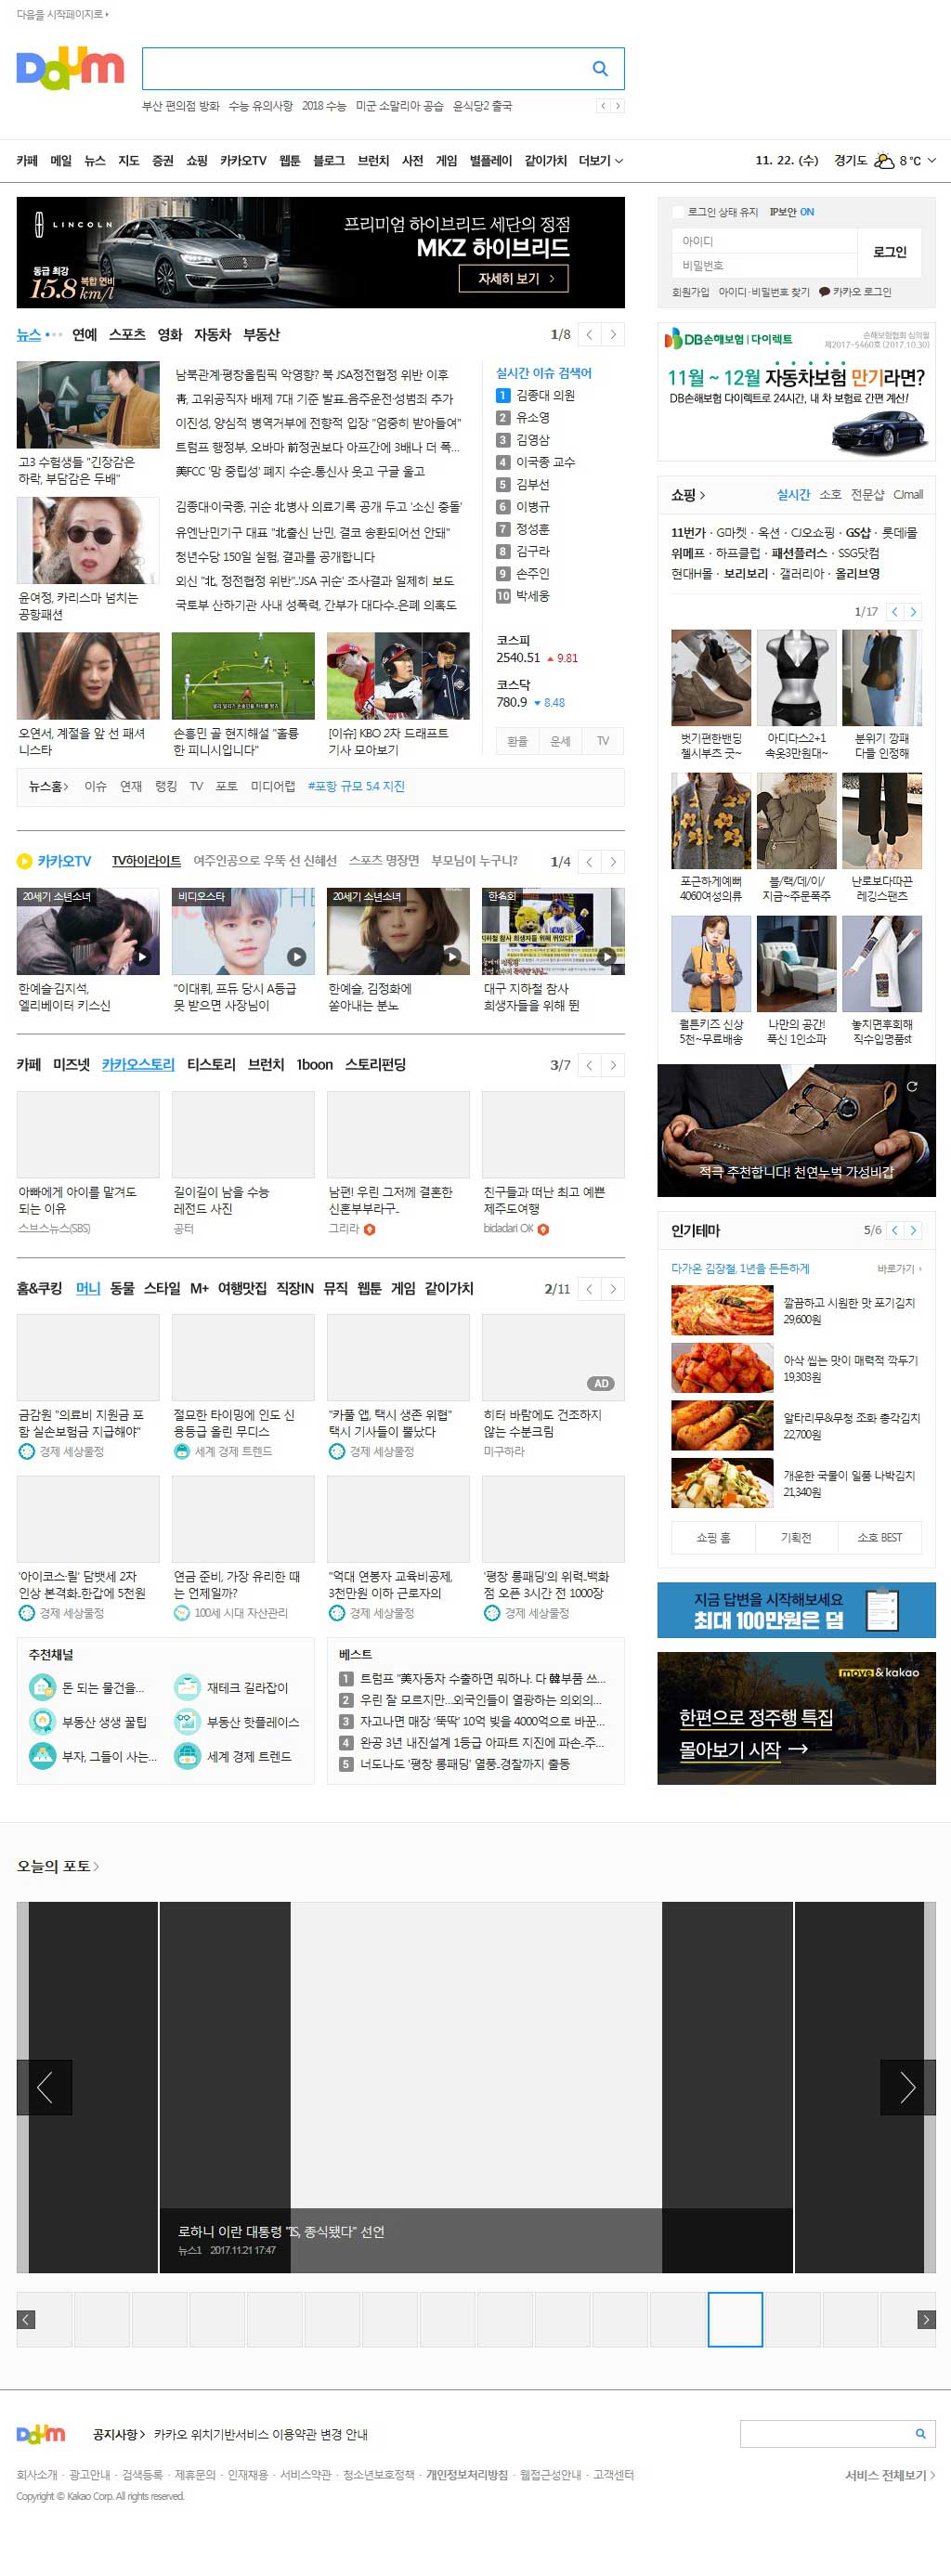 다음을 시작페이지로
Daum
부산 편의점 방화 수능 유의사항 2018 수능 미군 소말리아 공습 윤식당2 출국
카페 메일 뉴스 지도 증권 쇼핑 카카오TV 웹툰 블로그 브런치 사전 게임 별플레이 같이가치 더보기
11. 22. (수) 경기도 8 ℃
LINCOLN
프리미엄 하이브리드 세단의 정점
MKZ 하이브리드
동급 최강
15.8 복합 연비 km/l
자세히 보기
로그인 상태 유지 IP보안 ON
아이디
비밀번호
로그인
회원가입 아이디·비밀번호 찾기 카카오 로그인
뉴스 연예 스포츠 영화 자동차 부동산
1/8
고3 수험생들 "긴장감은
하락, 부담감은 두배"
윤여정, 카리스마 넘치는
공항패션
남북관계·평창올림픽 악영향? 북 JSA정전협정 위반 이후
靑, 고위공직자 배제 7대 기준 발표..음주운전·성범죄 추가
이진성, 양심적 병역거부에 전향적 입장 "엄중히 받아들여"
트럼프 행정부, 오바마 前정권보다 아프간에 3배나 더 폭...
美FCC '망 중립성' 폐지 수순..통신사 웃고 구글 울고
김종대·이국종, 귀순 北병사 의료기록 공개 두고 '소신 충돌'
유엔난민기구 대표 "北출신 난민, 결코 송환되어선 안돼"
청년수당 150일 실험, 결과를 공개합니다
외신 "北, 정전협정 위반"..'JSA 귀순' 조사결과 일제히 보도
국토부 산하기관 사내 성폭력, 간부가 대다수..은폐 의혹도
오연서, 계절을 앞 선 패셔
니스타
손흥민 골 현지해설 "훌륭
한 피니시입니다"
[이슈] KBO 2차 드래프트
기사 모아보기
실시간 이슈 검색어
1 김종대 의원
2 유소영
3 김영삼
4 이국종 교수
5 김부선
6 이병규
7 정성훈
8 김구라
9 손주인
10 박세웅
코스피
2540.51 9.81
코스닥
780.9 8.48
환율 운세 TV
뉴스홈 이슈 연재 랭킹 TV 포토 미디어랩 #포항 규모 5.4 지진
DB손해보험 다이렉트
손해보험협회 심의필
제2017-5460호 (2017.10.30)
11월 ~ 12월 자동차보험 만기라면?
DB손해보험 다이렉트로 24시간, 내 차 보험료 간편 계산!
쇼핑 실시간 소호 전문샵 CJmall
11번가 · G마켓 · 옥션 · CJ오쇼핑 · GS샵 · 롯데i몰
위메프 · 하프클럽 · 패션플러스 · SSG닷컴
현대H몰 · 보리보리 · 갤러리아 · 올리브영
1/17
벗기편한밴딩
첼시부츠 굿~
아디다스2+1
속옷3만원대~
분위기 깡패
다들 인정해
포근하게예뻐
4060여성의류
블/랙/데/이/
지금~주문폭주
난로보다따끈
레깅스팬츠
월튼키즈 신상
5천~무료배송
나만의 공간!
푹신 1인소파
놓치면후회해
직수입명품st
적극 추천합니다! 천연누벅 가성비갑
카카오TV TV하이라이트 여주인공으로 우뚝 선 신혜선 스포츠 명장면 부모님이 누구니?
1/4
20세기 소년소녀
비디오스타
20세기 소년소녀
한예슬·김지석,
엘리베이터 키스신
"이대휘, 프듀 당시 A등급
못 받으면 사장님이
한예슬, 김정화에
쏟아내는 분노
대구 지하철 참사
희생자들을 위해 뛴
카페 미즈넷 카카오스토리 티스토리 브런치 1boon 스토리펀딩
3/7
아빠에게 아이를 맡겨도
되는 이유
스브스뉴스(SBS)
길이길이 남을 수능
레전드 사진
공터
남편! 우린 그저께 결혼한
신혼부부라구..
그리라
친구들과 떠난 최고 예쁜
제주도여행
bidadari OK
홈&쿠킹 머니 동물 스타일 M+ 여행맛집 직장IN 뮤직 웹툰 게임 같이가치
2/11
AD
금감원 "의료비 지원금 포
함 실손보험금 지급해야"
경제 세상물정
절묘한 타이밍에 인도 신
용등급 올린 무디스
세계 경제 트렌드
"카풀 앱, 택시 생존 위협"
택시 기사들이 뿔났다
경제 세상물정
히터 바람에도 건조하지
않는 수분크림
미구하라
'아이코스·릴' 담뱃세 2차
인상 본격화..한갑에 5천원
경제 세상물정
연금 준비, 가장 유리한 때
는 언제일까?
100세 시대 자산관리
"억대 연봉자 교육비공제,
3천만원 이하 근로자의
경제 세상물정
'평창 롱패딩'의 위력..백화
점 오픈 3시간 전 1000장
경제 세상물정
추천채널
돈 되는 물건을...
재테크 길라잡이
부동산 생생 꿀팁
부동산 핫플레이스
부자, 그들이 사는...
세계 경제 트렌드
베스트
1 트럼프 "美자동차 수출하면 뭐하나. 다 韓부품 쓰...
2 우린 잘 모르지만...외국인들이 열광하는 의외의...
3 자고나면 매장 '뚝딱' 10억 빚을 4000억으로 바꾼...
4 완공 3년 내진설계 1등급 아파트 지진에 파손..주...
5 너도나도 '평창 롱패딩' 열풍..경찰까지 출동
인기테마
5/6
다가온 김장철, 1년을 든든하게 바로가기
깔끔하고 시원한 맛 포기김치
29,600원
아삭 씹는 맛이 매력적 깍두기
19,303원
알타리무&무청 조화 총각김치
22,700원
개운한 국물이 일품 나박김치
21,340원
쇼핑 홈 기획전 소호 BEST
지금 답변을 시작해보세요
최대 100만원은 덤
move & kakao
한편으로 정주행 특집
몰아보기 시작
오늘의 포토
로하니 이란 대통령 "IS, 종식됐다" 선언
뉴스1 2017.11.21 17:47
Daum
공지사항 카카오 위치기반서비스 이용약관 변경 안내
회사소개 · 광고안내 · 검색등록 · 제휴문의 · 인재채용 · 서비스약관 · 청소년보호정책 · 개인정보처리방침 · 웹접근성안내 · 고객센터
서비스 전체보기
Copyright © Kakao Corp. All rights reserved.